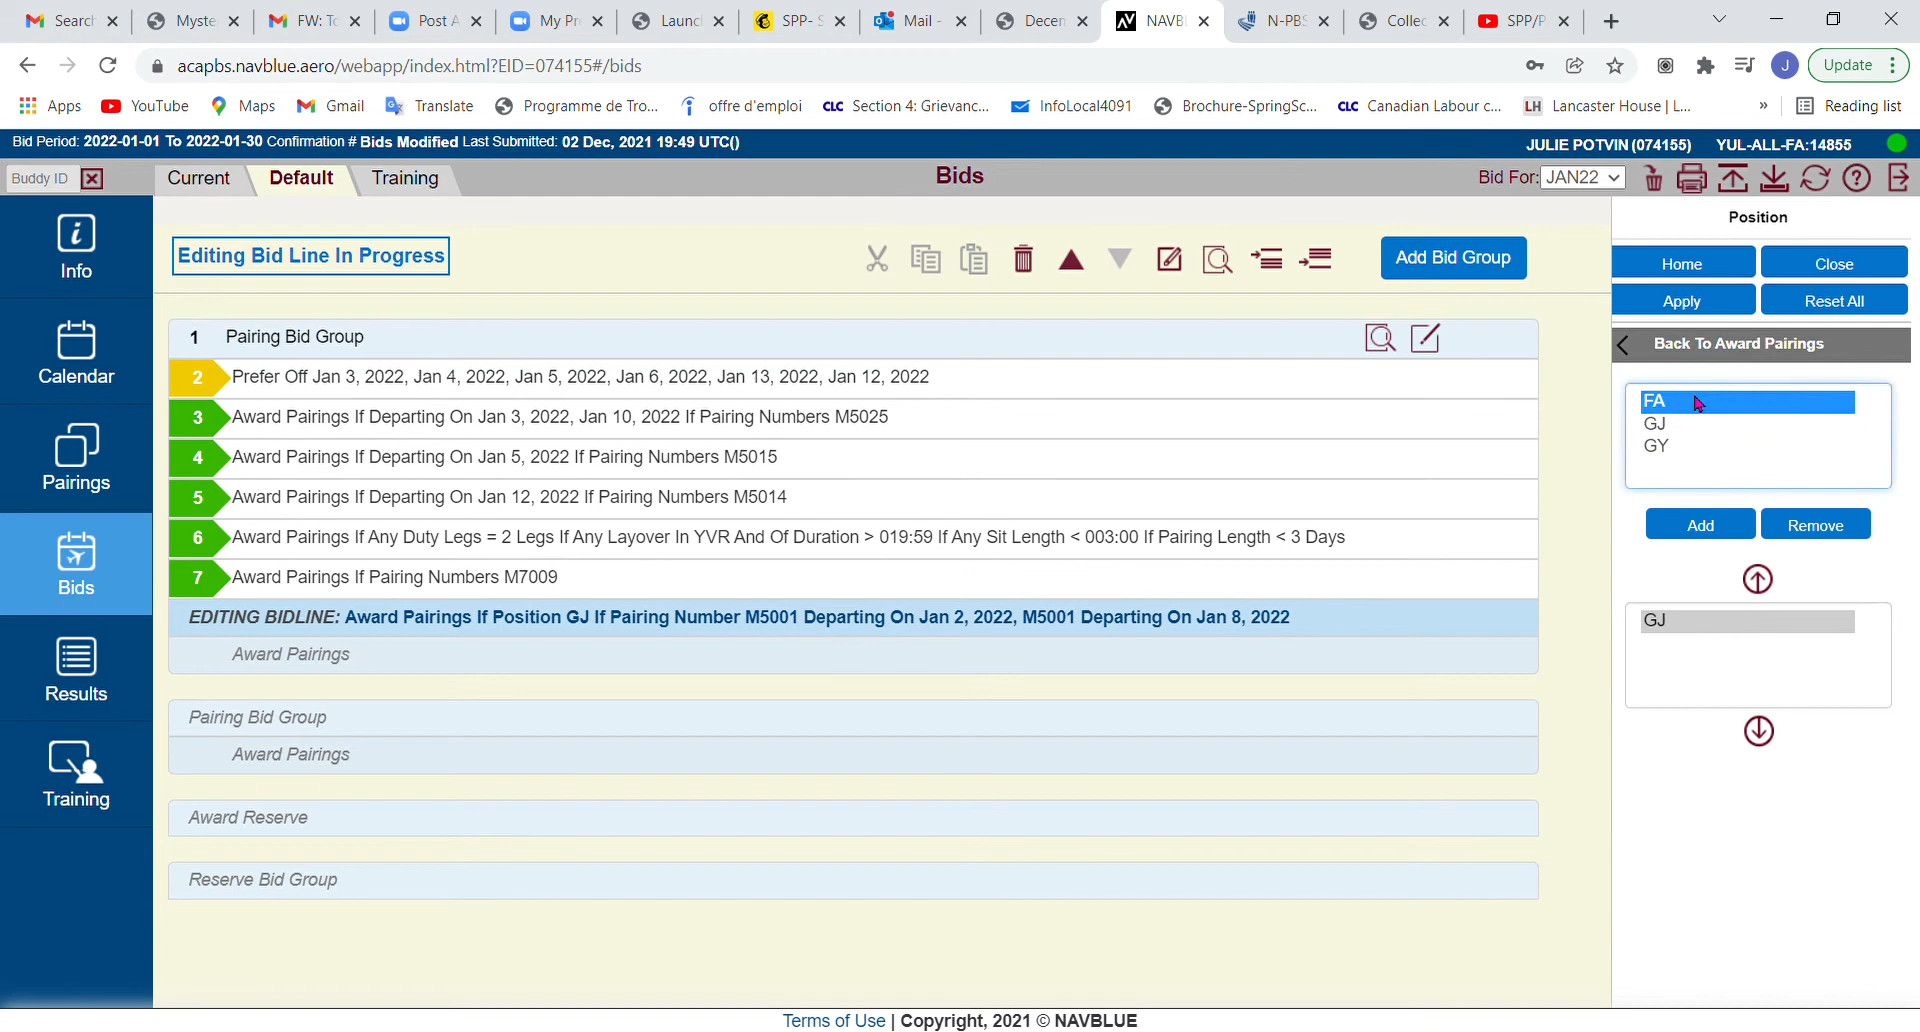 Search
Myste
FW: To
Post A
My Pr
Launc
SPP- S
Mail -
Decen
NAVBI
N-PBS
Collec
SPP/P
acapbs.navblue.aero/webapp/index.html?EID=074155#/bids
J
Update
Apps
YouTube
Maps
Gmail
Translate
Programme de Tro...
offre d'emploi
CLC Section 4: Grievanc...
InfoLocal4091
Brochure-SpringSc...
CLC Canadian Labour c...
LH Lancaster House | L...
»
Reading list
Bid Period: 2022-01-01 To 2022-01-30 Confirmation # Bids Modified Last Submitted: 02 Dec, 2021 19:49 UTC()
JULIE POTVIN (074155) YUL-ALL-FA:14855
Buddy ID
Current
Default
Training
Bids
Bid For: JAN22
Info
Calendar
Pairings
Bids
Results
Training
Editing Bid Line In Progress
Add Bid Group
1 Pairing Bid Group
2 Prefer Off Jan 3, 2022, Jan 4, 2022, Jan 5, 2022, Jan 6, 2022, Jan 13, 2022, Jan 12, 2022
3 Award Pairings If Departing On Jan 3, 2022, Jan 10, 2022 If Pairing Numbers M5025
4 Award Pairings If Departing On Jan 5, 2022 If Pairing Numbers M5015
5 Award Pairings If Departing On Jan 12, 2022 If Pairing Numbers M5014
6 Award Pairings If Any Duty Legs = 2 Legs If Any Layover In YVR And Of Duration > 019:59 If Any Sit Length < 003:00 If Pairing Length < 3 Days
7 Award Pairings If Pairing Numbers M7009
EDITING BIDLINE: Award Pairings If Position GJ If Pairing Number M5001 Departing On Jan 2, 2022, M5001 Departing On Jan 8, 2022
Award Pairings
Pairing Bid Group
Award Pairings
Award Reserve
Reserve Bid Group
Position
Home
Close
Apply
Reset All
Back To Award Pairings
FA
GJ
GY
Add
Remove
GJ
Terms of Use | Copyright, 2021 © NAVBLUE